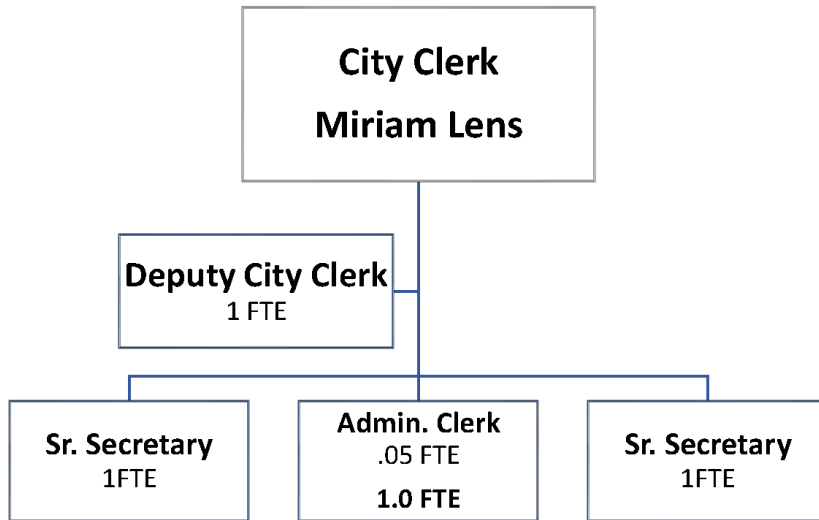 City Clerk
Miriam Lens
Deputy City Clerk
1 FTE
Sr. Secretary
1FTE
Admin. Clerk
.05 FTE
1.0 FTE
Sr. Secretary
1FTE